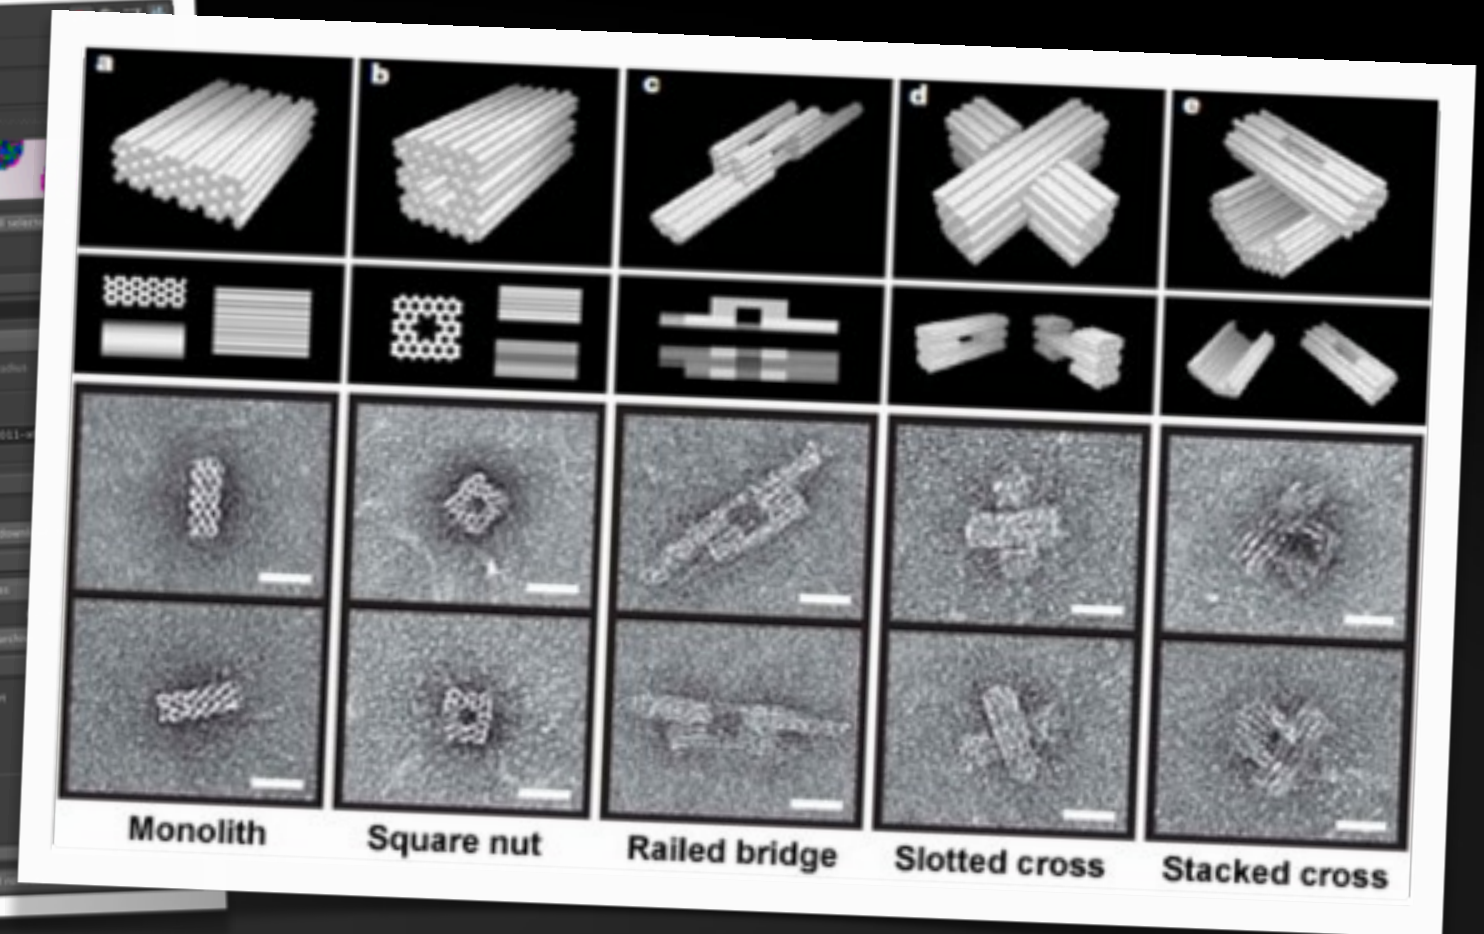 a
b
c
d
e
Monolith
Square nut
Railed bridge
Slotted cross
Stacked cross